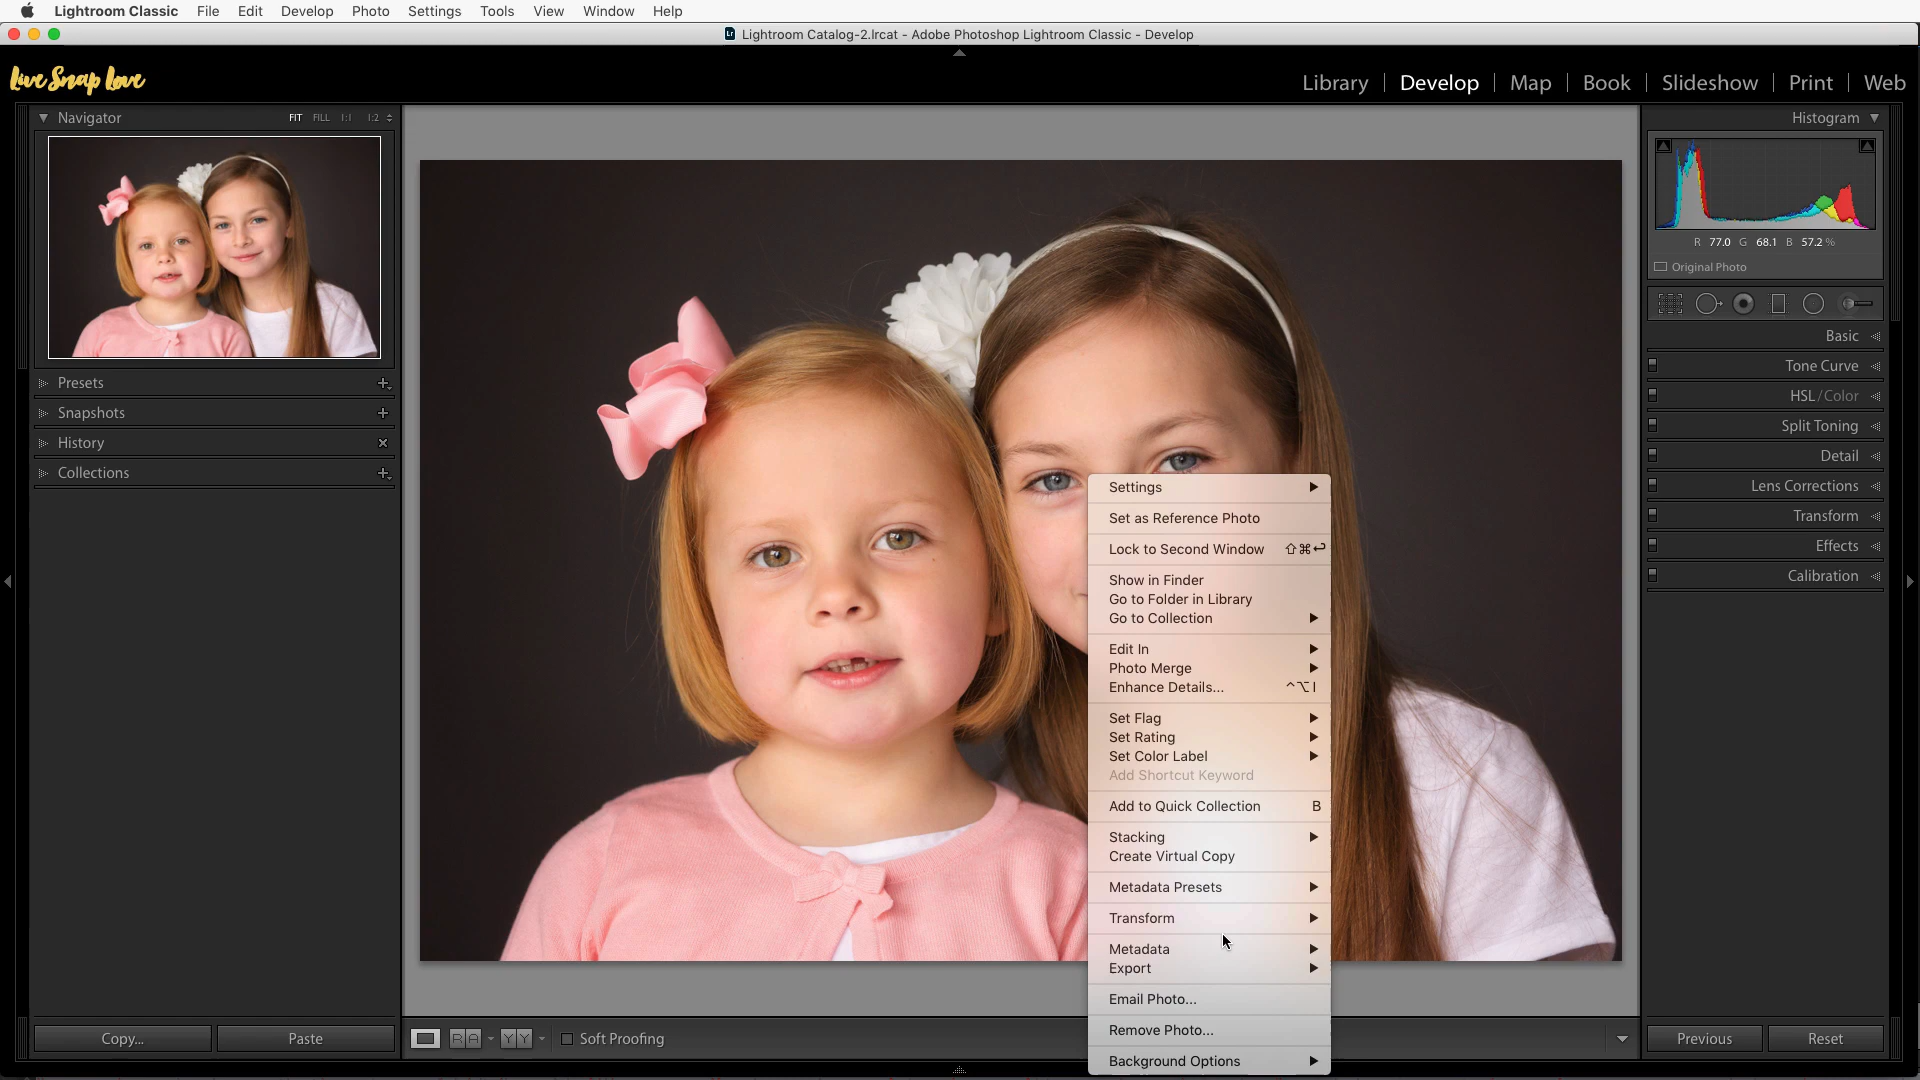 Lightroom Classic File Edit Develop Photo Settings Tools View Window Help
Lr Lightroom Catalog-2.lrcat - Adobe Photoshop Lightroom Classic - Develop
Live Snap Love
Library | Develop | Map | Book | Slideshow | Print | Web
Navigator FIT FILL 1:1 1:2
Presets
Snapshots
History
Collections
Copy... Paste
Settings
Set as Reference Photo
Lock to Second Window ⇧⌘↩
Show in Finder
Go to Folder in Library
Go to Collection
Edit In
Photo Merge
Enhance Details... ^⌥I
Set Flag
Set Rating
Set Color Label
Add Shortcut Keyword
Add to Quick Collection B
Stacking
Create Virtual Copy
Metadata Presets
Transform
Metadata
Export
Email Photo...
Remove Photo...
Background Options
R A Y Y Soft Proofing
Histogram
R 77.0 G 68.1 B 57.2 %
Original Photo
Basic
Tone Curve
HSL / Color
Split Toning
Detail
Lens Corrections
Transform
Effects
Calibration
Previous Reset